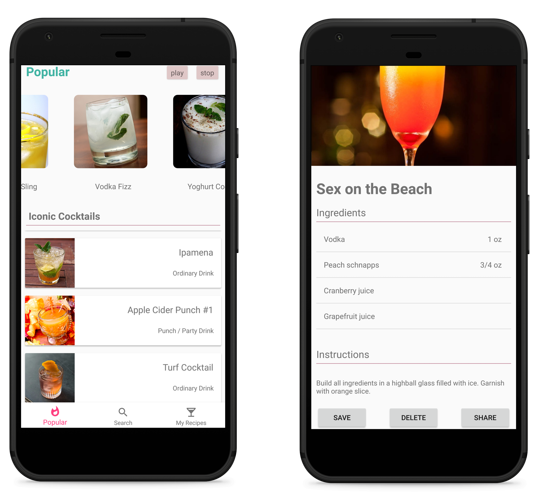 Popular
play
stop
Sling
Vodka Fizz
Yoghurt Co
Iconic Cocktails
Ipamena
Ordinary Drink
Apple Cider Punch #1
Punch / Party Drink
Turf Cocktail
Ordinary Drink
Popular
Search
My Recipes
Sex on the Beach
Ingredients
Vodka 1 oz
Peach schnapps 3/4 oz
Cranberry juice
Grapefruit juice
Instructions
Build all ingredients in a highball glass filled with ice. Garnish
with orange slice.
SAVE
DELETE
SHARE